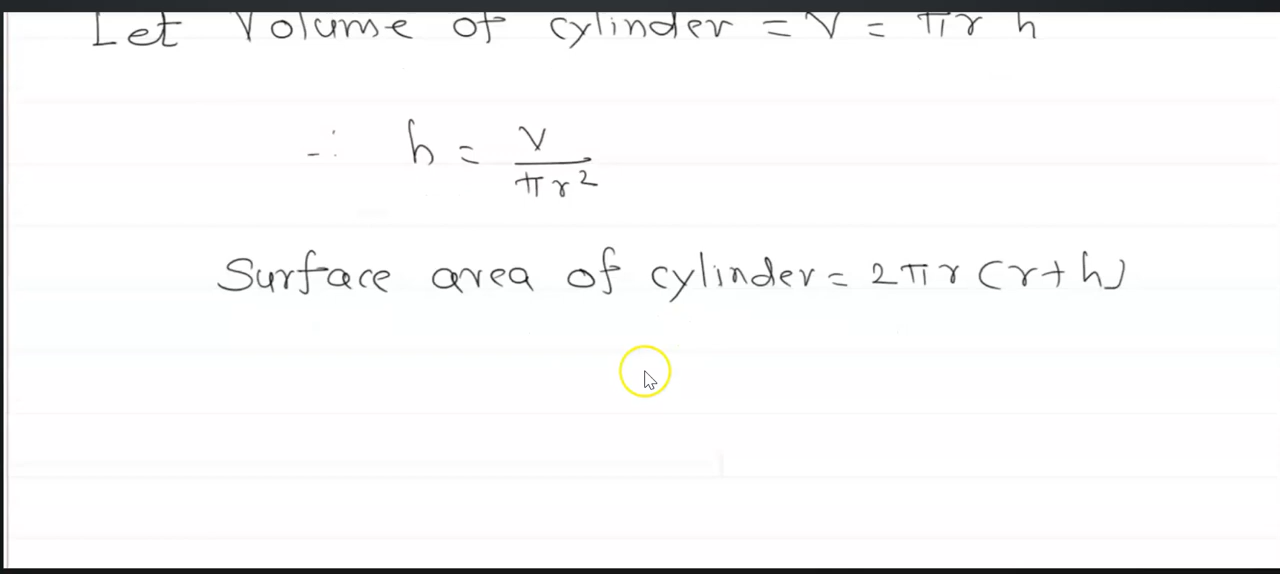 Let Volume of cylinder = V = πr h
∴ h = V / πr²
Surface area of cylinder = 2πr(r+h)